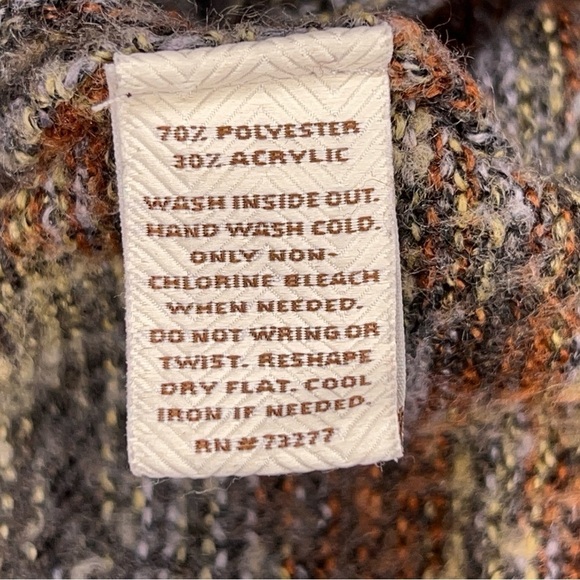 70% POLYESTER
30% ACRYLIC
WASH INSIDE OUT.
HAND WASH COLD.
ONLY NON-
CHLORINE BLEACH
WHEN NEEDED.
DO NOT WRING OR
TWIST. RESHAPE
DRY FLAT. COOL
IRON IF NEEDED.
RN # 73277